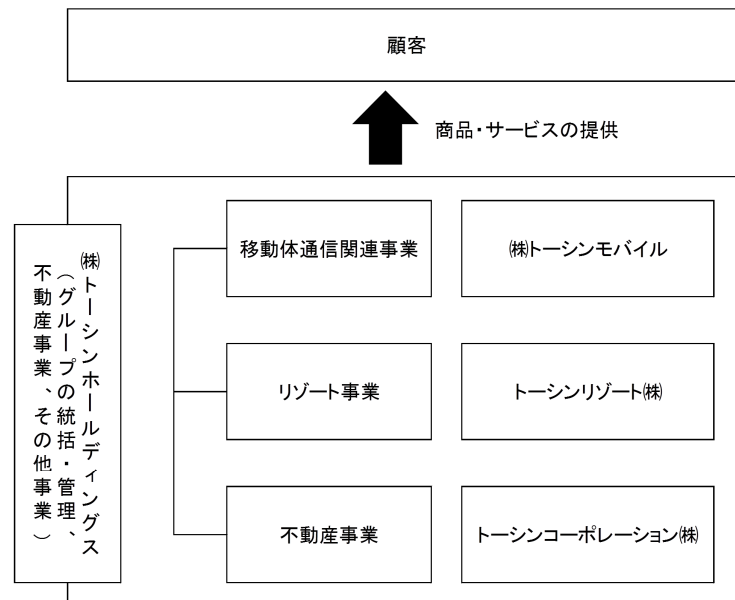 顧客
商品・サービスの提供
㈱トーシンホールディングス
（グループの統括・管理、
不動産事業、その他事業）
移動体通信関連事業
㈱トーシンモバイル
リゾート事業
トーシンリゾート㈱
不動産事業
トーシンコーポレーション㈱